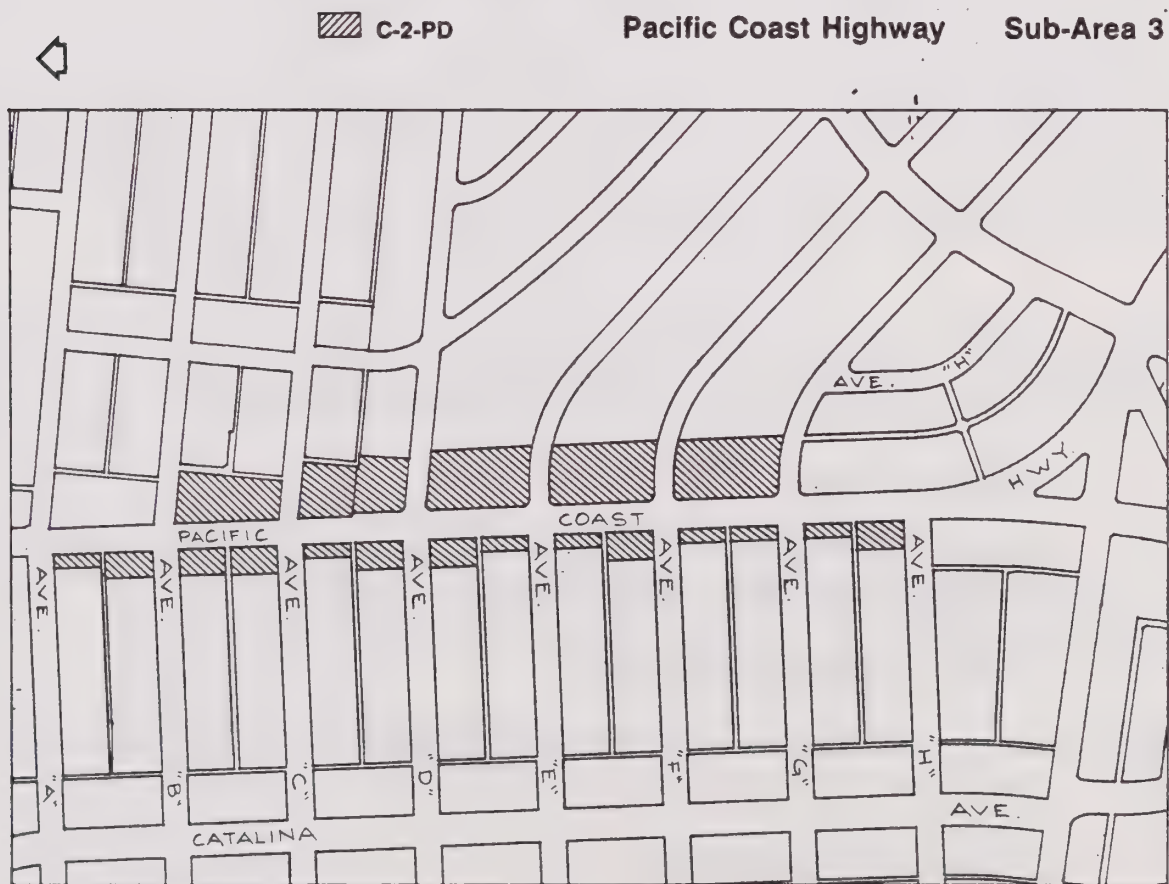 C-2-PD
Pacific Coast Highway Sub-Area 3
AVE. "H"
HWY.
PACIFIC COAST
AVE. AVE. AVE. AVE. AVE. AVE. AVE. AVE.
"A" "B" "C" "D" "E" "F" "G" "H"
CATALINA AVE.